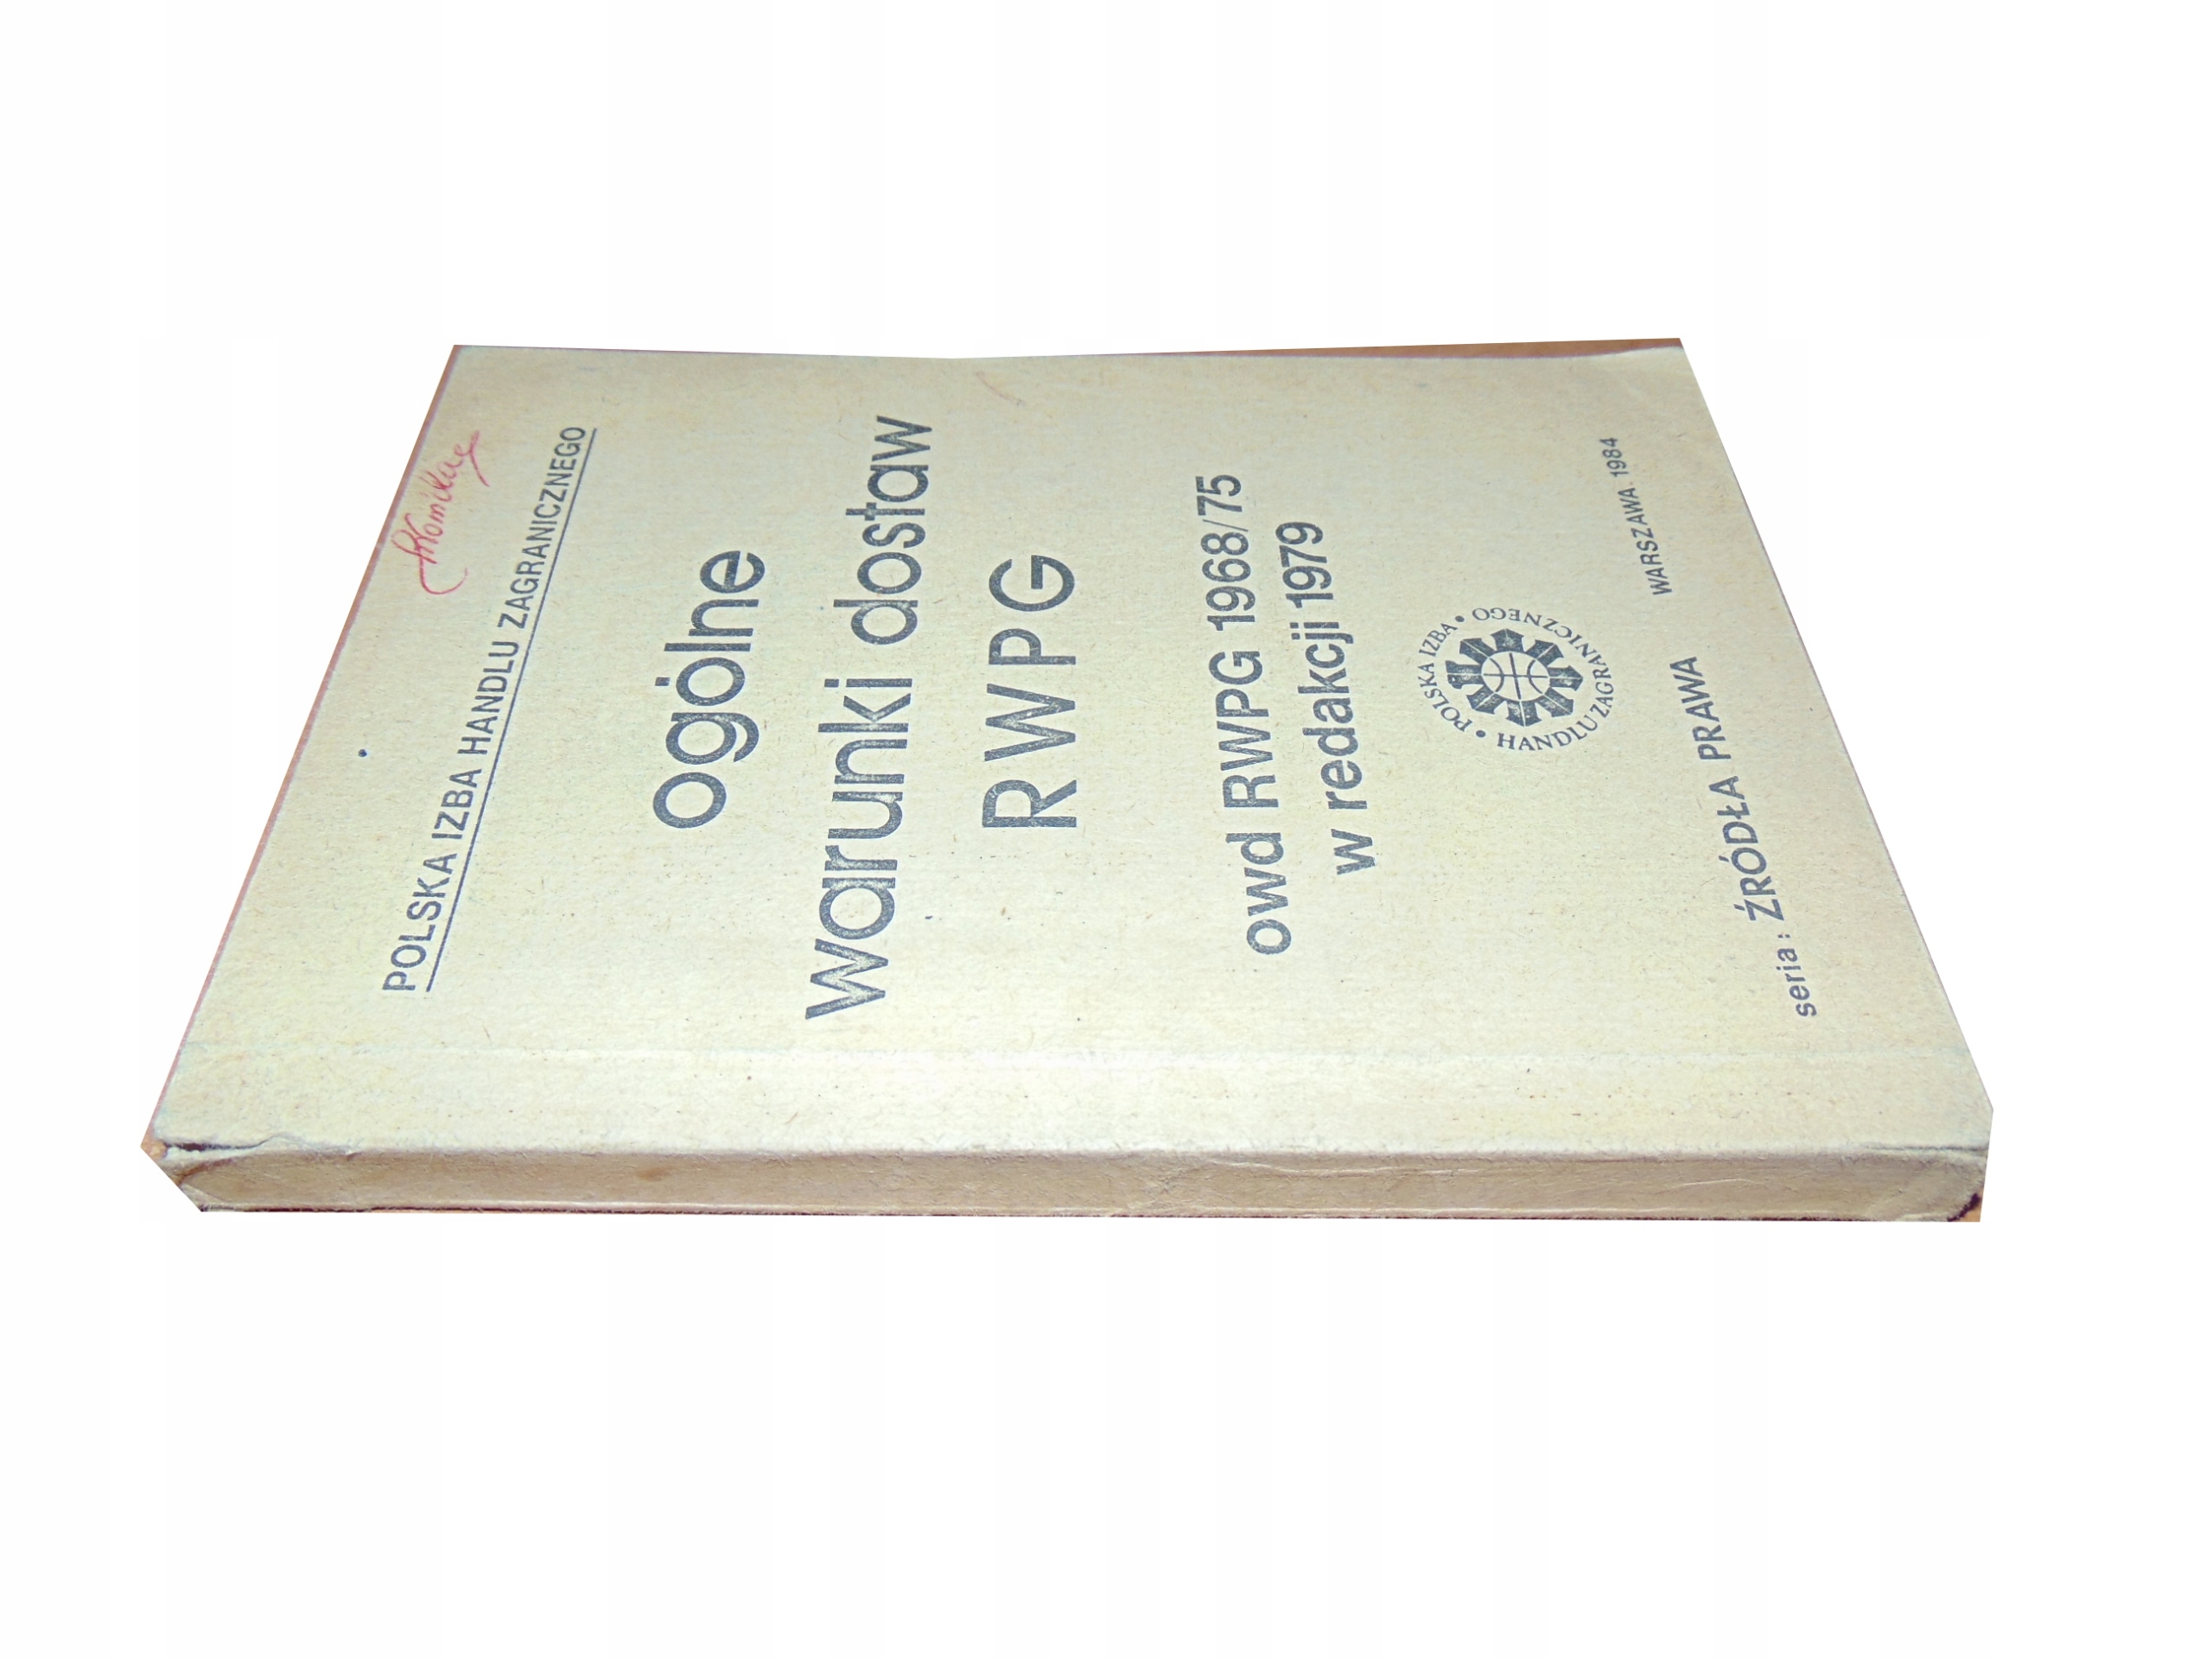 POLSKA IZBA HANDLU ZAGRANICZNEGO
ogólne
warunki dostaw
RWPG
owd RWPG 1968/75
w redakcji 1979
POLSKA IZBA • HANDLU ZAGRANICZNEGO •
seria: ŹRÓDŁA PRAWA
WARSZAWA 1984